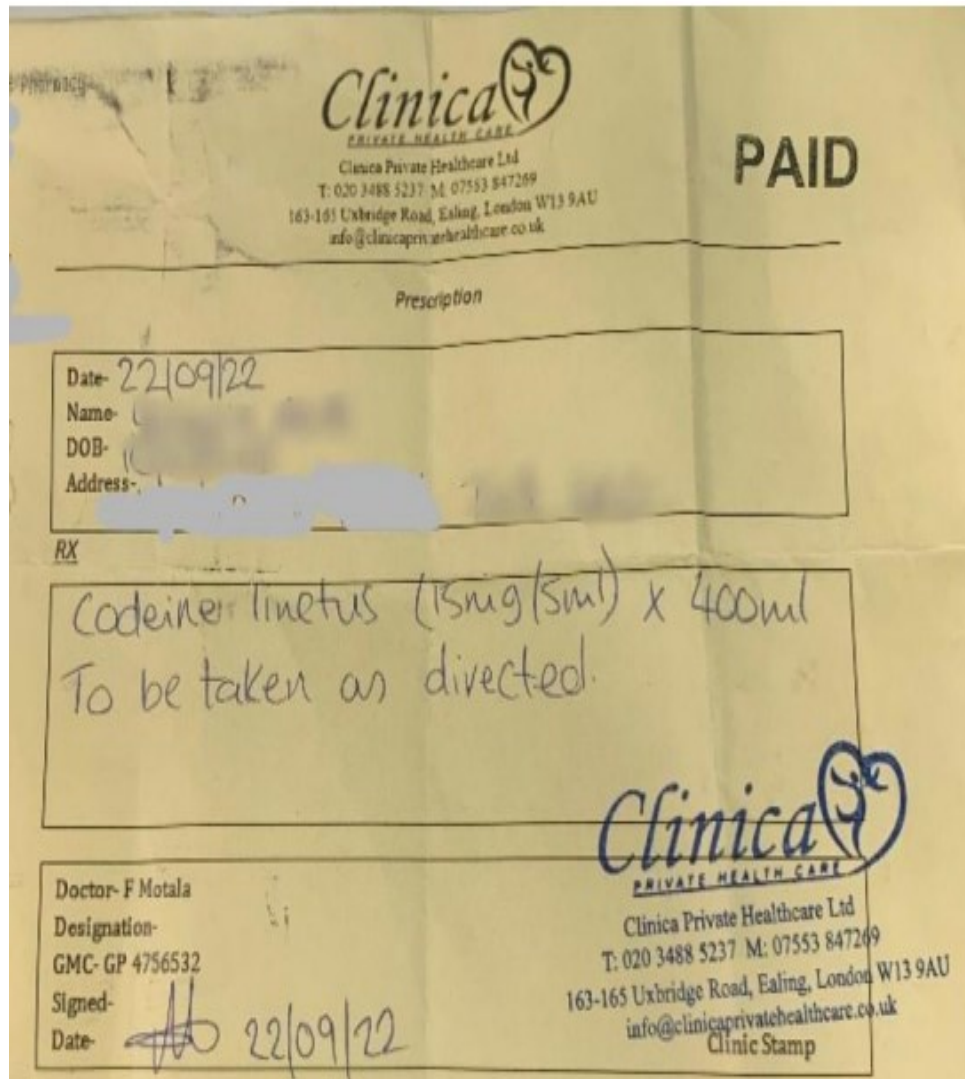 Pharmacy
Clinica
PRIVATE HEALTH CARE
Clinica Private Healthcare Ltd
T: 020 3488 5237 M: 07553 847269
163-165 Uxbridge Road, Ealing, London W13 9AU
info@clinicaprivatehealthcare.co.uk
PAID
Prescription
Date- 22/09/22
Name-
DOB-
Address-
RX
Codeine linctus (15mg/5ml) x 400ml
To be taken as directed.
Clinica
PRIVATE HEALTH CARE
Clinica Private Healthcare Ltd
T: 020 3488 5237 M: 07553 847269
163-165 Uxbridge Road, Ealing, London W13 9AU
info@clinicaprivatehealthcare.co.uk
Clinic Stamp
Doctor- F Motala
Designation-
GMC- GP 4756532
Signed-
Date- 22/09/22